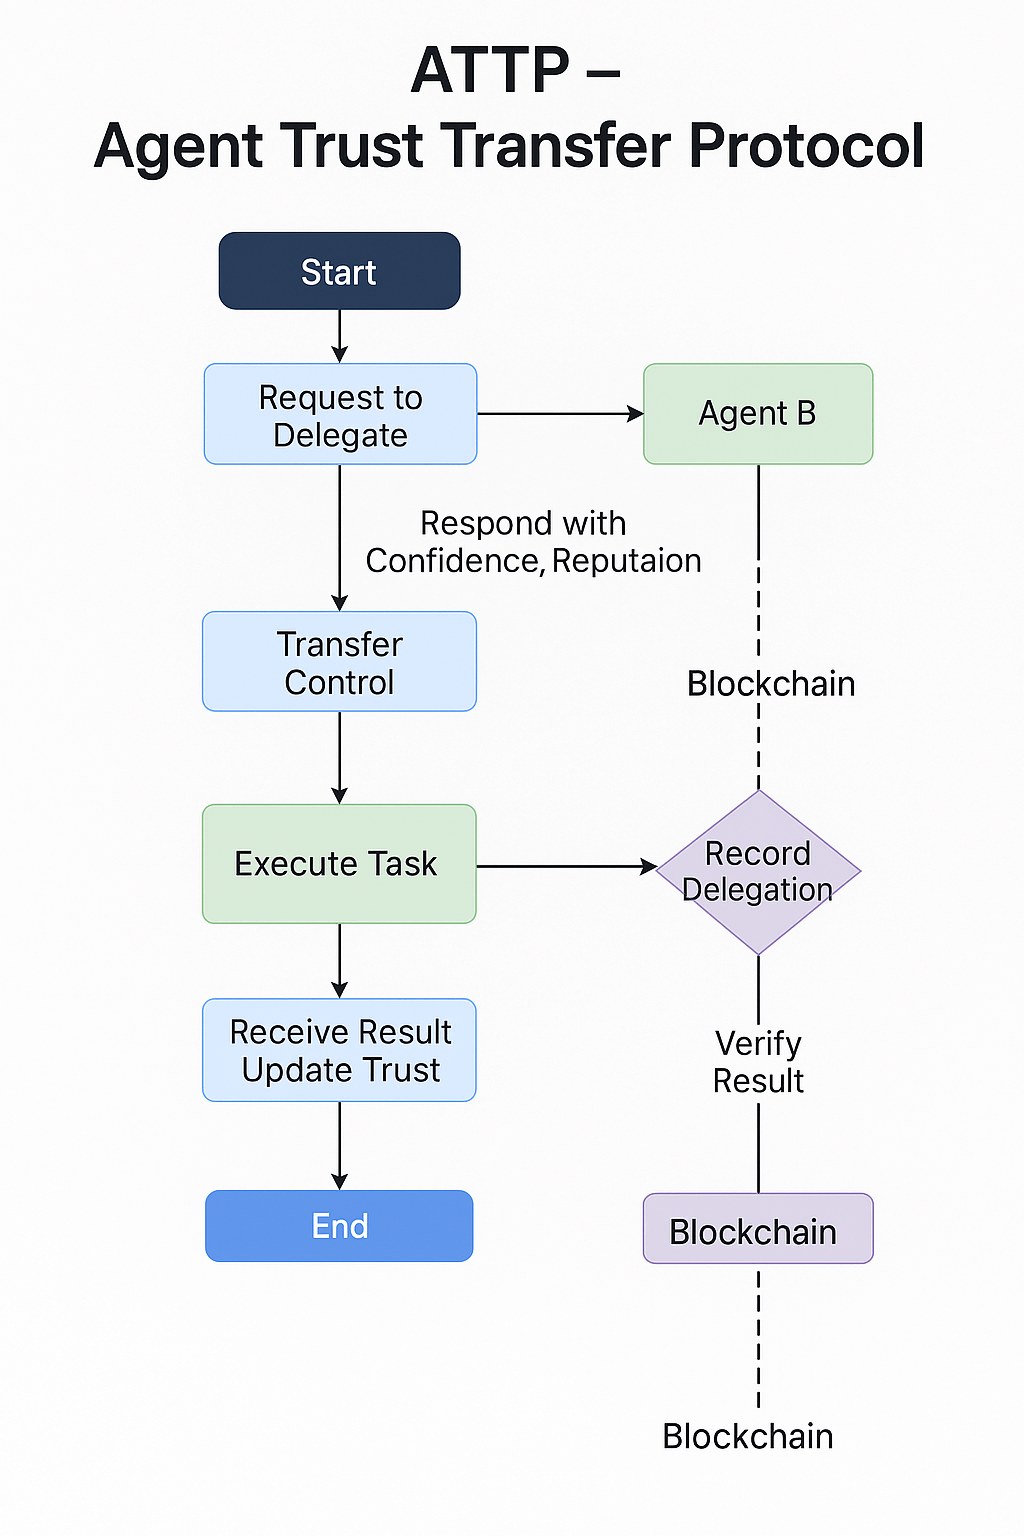 ATTP –
Agent Trust Transfer Protocol
Start
Request to
Delegate
Agent B
Respond with
Confidence, Reputaion
Transfer
Control
Blockchain
Execute Task
Record
Delegation
Receive Result
Update Trust
Verify
Result
End
Blockchain
Blockchain